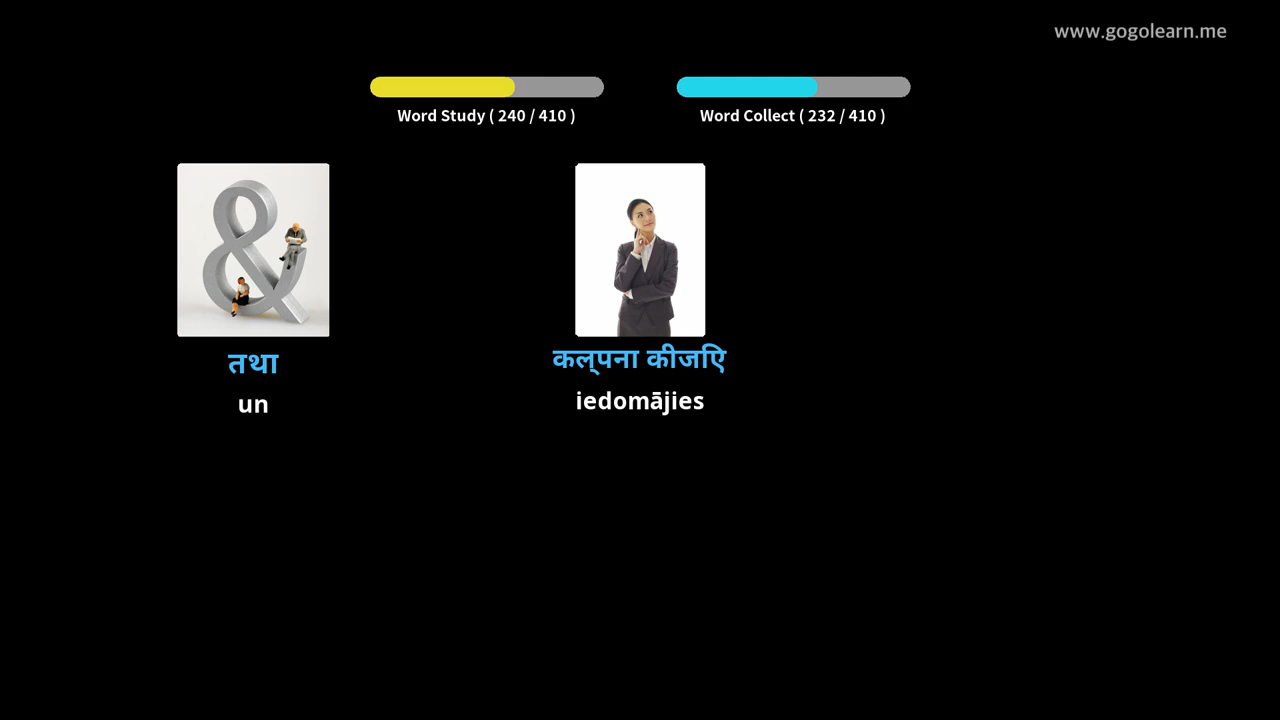 www.gogolearn.me
Word Study ( 240 / 410 )
Word Collect ( 232 / 410 )
&
तथा
un
कल्पना कीजिए
iedomājies